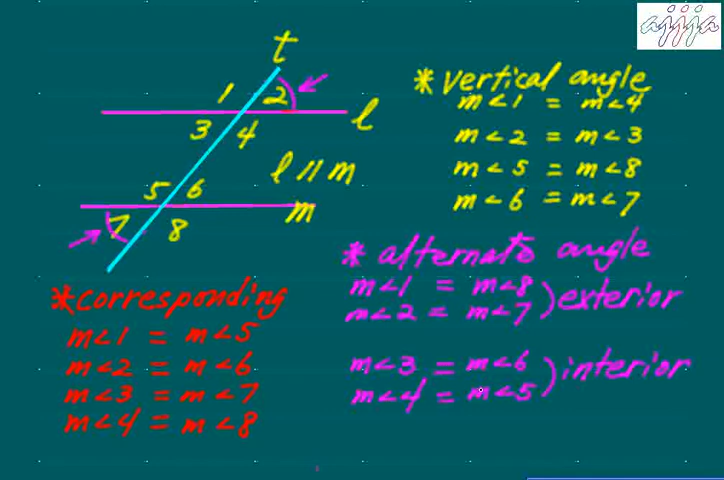 ajjja
t
1 2
l
3 4
l // m
5 6
m
7 8
* vertical angle
m<1 = m<4
m<2 = m<3
m<5 = m<8
m<6 = m<7
* alternate angle
m<1 = m<8
m<2 = m<7
) exterior
m<3 = m<6
m<4 = m<5
) interior
* corresponding
m<1 = m<5
m<2 = m<6
m<3 = m<7
m<4 = m<8